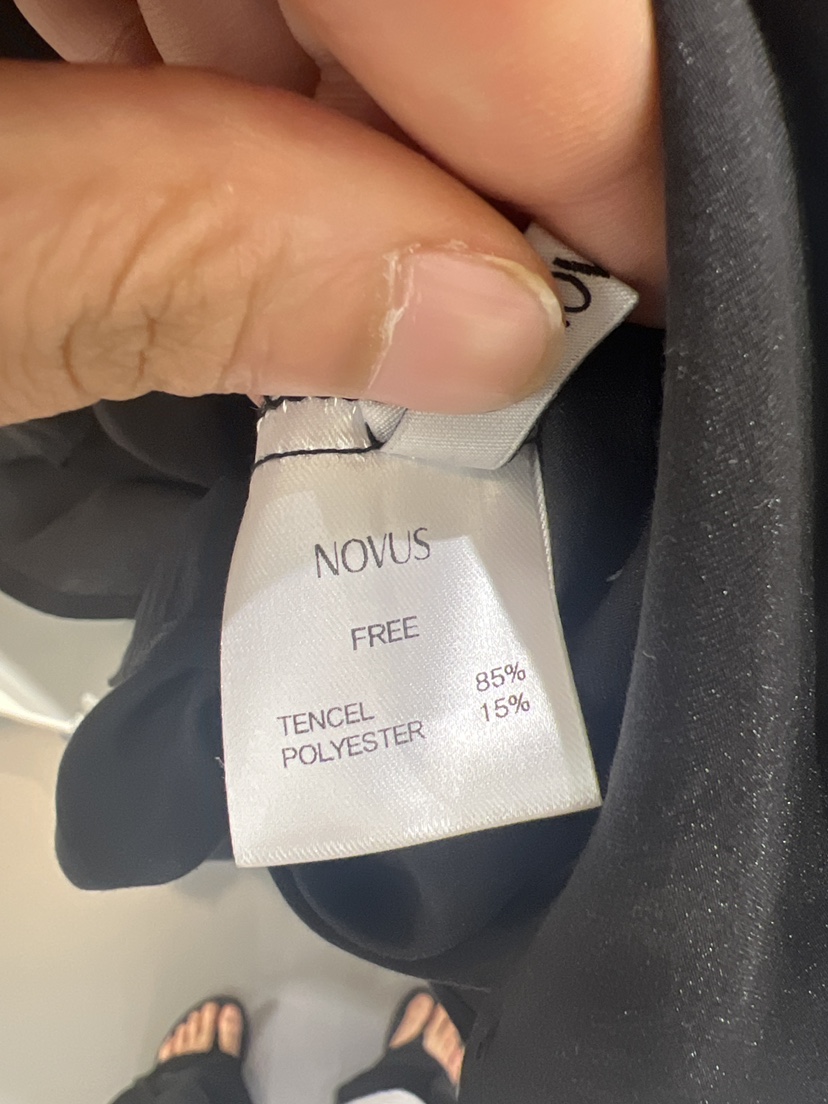 NOVUS
FREE
TENCEL 85%
POLYESTER 15%